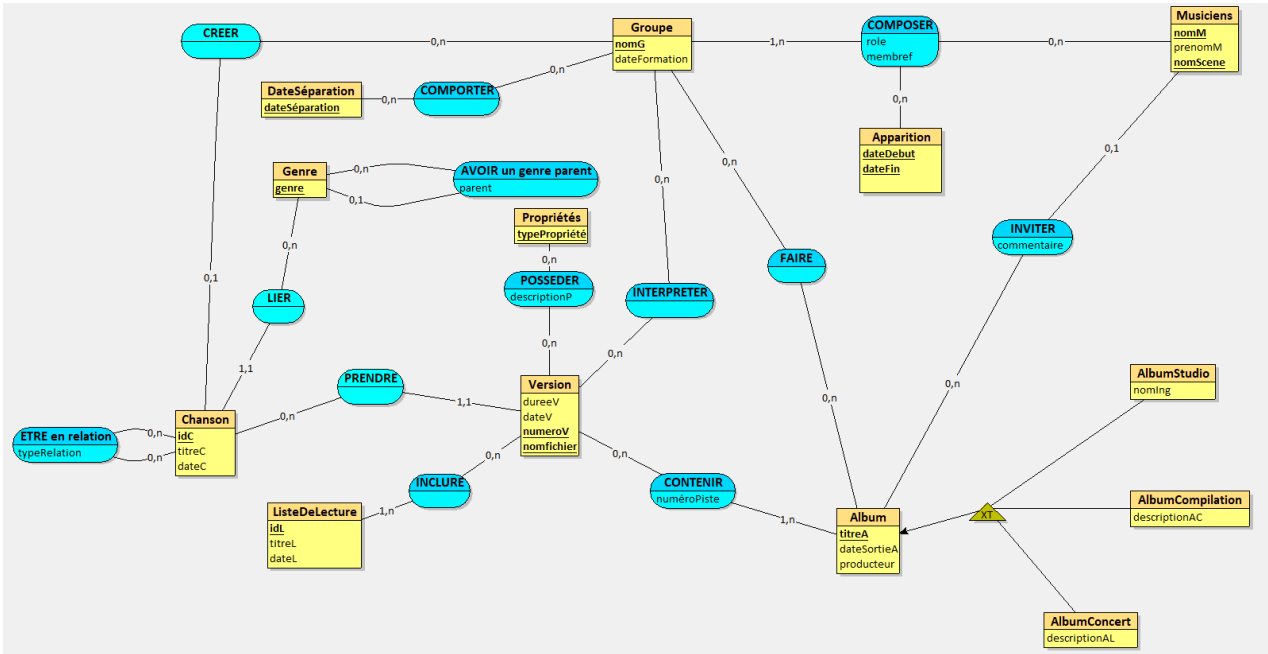 CREER
0,n
Groupe
nomG
dateFormation
1,n
COMPOSER
role
membref
0,n
Musiciens
nomM
prenomM
nomScene
DateSéparation
dateSéparation
0,n
COMPORTER
0,n
0,n
Apparition
dateDebut
dateFin
Genre
genre
0,n
0,1
AVOIR un genre parent
parent
0,n
0,n
0,1
Propriétés
typePropriété
0,n
0,n
POSSEDER
descriptionP
INTERPRETER
FAIRE
INVITER
commentaire
0,1
LIER
0,n
0,n
1,1
PRENDRE
1,1
0,n
Version
dureeV
dateV
numeroV
nomfichier
0,n
0,n
AlbumStudio
nomIng
Chanson
idC
titreC
dateC
ETRE en relation
typeRelation
0,n
0,n
0,n
INCLURE
1,n
ListeDeLecture
idL
titreL
dateL
0,n
CONTENIR
numéroPiste
1,n
Album
titreA
dateSortieA
producteur
XT
AlbumCompilation
descriptionAC
AlbumConcert
descriptionAL